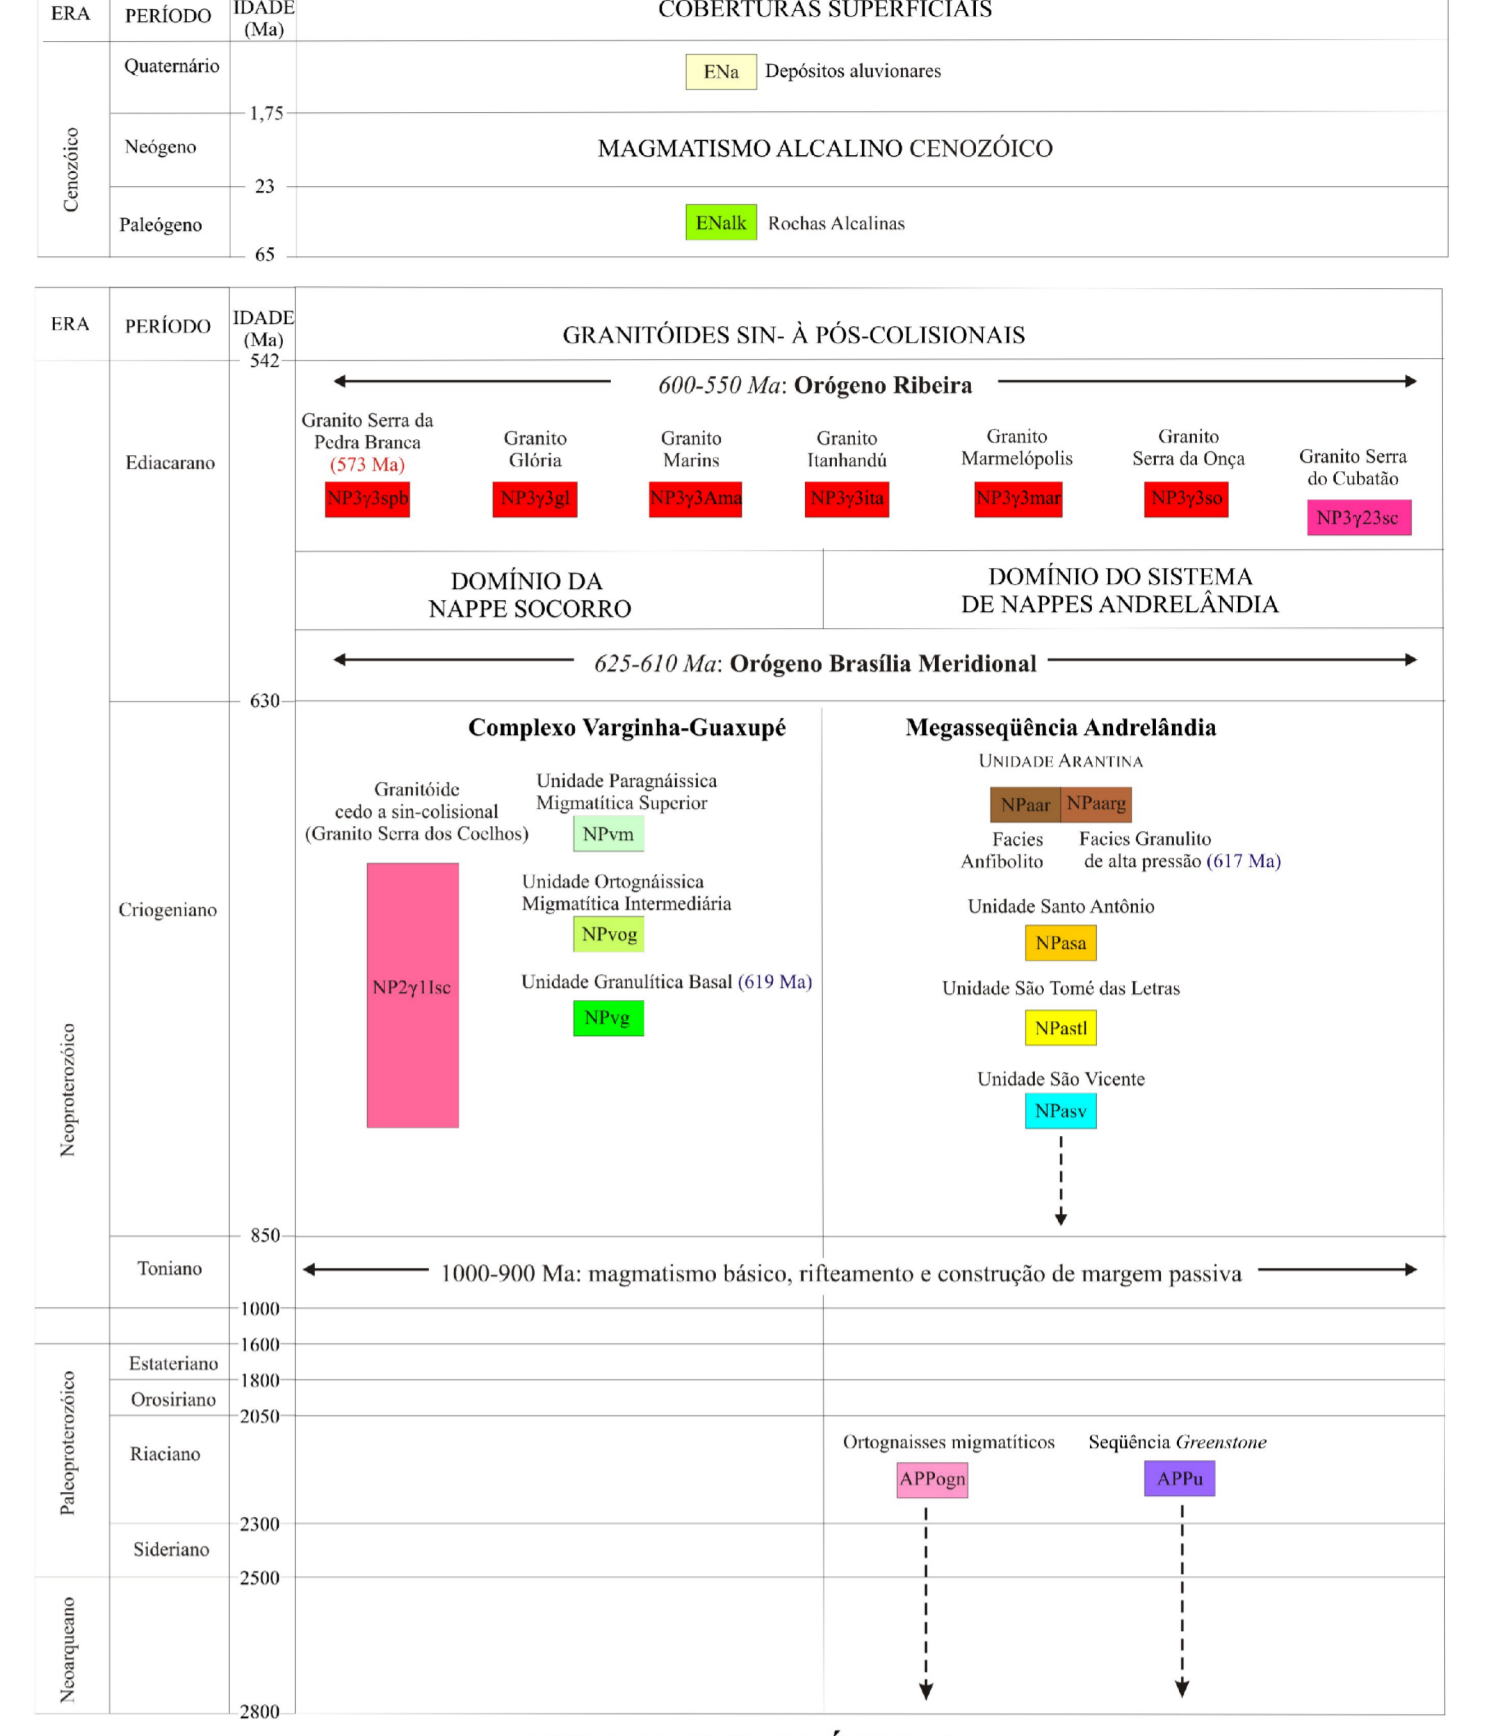 ERA
PERÍODO
IDADE
(Ma)
COBERTURAS SUPERFICIAIS
Cenozóico
Quaternário
ENa Depósitos aluvionares
1,75
Neógeno
MAGMATISMO ALCALINO CENOZÓICO
23
Paleógeno
ENalk Rochas Alcalinas
65
ERA
PERÍODO
IDADE
(Ma)
GRANITÓIDES SIN- À PÓS-COLISIONAIS
542
600-550 Ma: Orógeno Ribeira
Neoproterozóico
Ediacarano
Granito Serra da
Pedra Branca
(573 Ma)
NP3γ3spb
Granito
Glória
NP3γ3gl
Granito
Marins
NP3γ3Ama
Granito
Itanhandú
NP3γ3ita
Granito
Marmelópolis
NP3γ3mar
Granito
Serra da Onça
NP3γ3so
Granito Serra
do Cubatão
NP3γ23sc
DOMÍNIO DA
NAPPE SOCORRO
DOMÍNIO DO SISTEMA
DE NAPPES ANDRELÂNDIA
625-610 Ma: Orógeno Brasília Meridional
630
Criogeniano
Complexo Varginha-Guaxupé
Granitóide
cedo a sin-colisional
(Granito Serra dos Coelhos)
NP2γ1Isc
Unidade Paragnáissica
Migmatítica Superior
NPvm
Unidade Ortognáissica
Migmatítica Intermediária
NPvog
Unidade Granulítica Basal (619 Ma)
NPvg
Megasseqüência Andrelândia
UNIDADE ARANTINA
NPaar NPaarg
Facies
Anfibolito
Facies Granulito
de alta pressão (617 Ma)
Unidade Santo Antônio
NPasa
Unidade São Tomé das Letras
NPastl
Unidade São Vicente
NPasv
850
Toniano
1000-900 Ma: magmatismo básico, rifteamento e construção de margem passiva
1000
1600
Paleoproterozóico
Estateriano
1800
Orosiriano
2050
Riaciano
Ortognaisses migmatíticos
APPogn
Seqüência Greenstone
APPu
2300
Sideriano
2500
Neoarqueano
2800